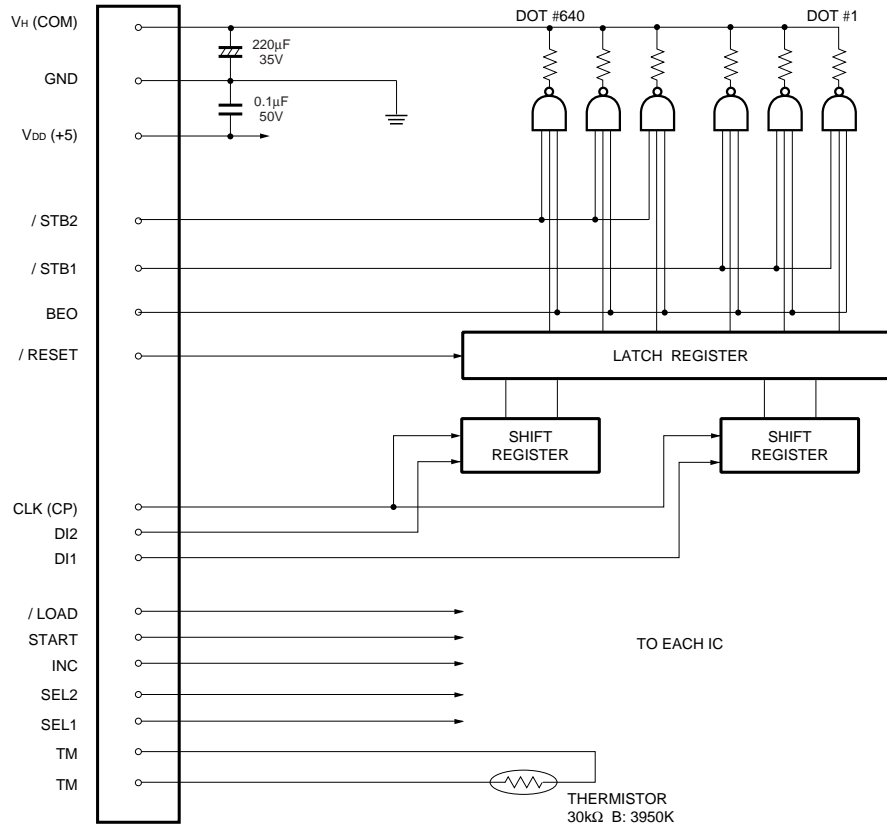 VH (COM)
GND
VDD (+5)
/ STB2
/ STB1
BEO
/ RESET
CLK (CP)
DI2
DI1
/ LOAD
START
INC
SEL2
SEL1
TM
TM
220µF
35V
0.1µF
50V
DOT #640
DOT #1
LATCH REGISTER
SHIFT
REGISTER
SHIFT
REGISTER
TO EACH IC
THERMISTOR
30kΩ B: 3950K